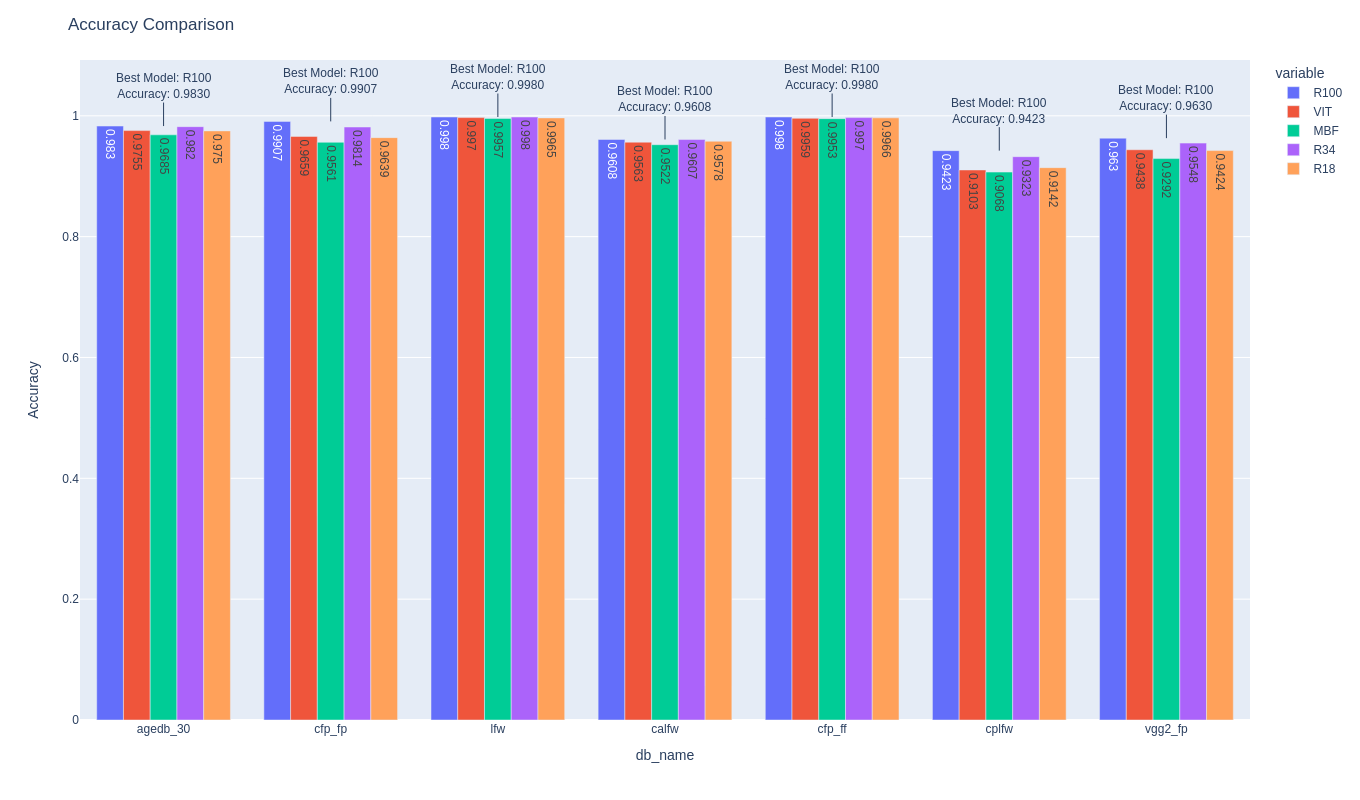 Accuracy Comparison
Best Model: R100
Accuracy: 0.9830
Best Model: R100
Accuracy: 0.9907
Best Model: R100
Accuracy: 0.9980
Best Model: R100
Accuracy: 0.9608
Best Model: R100
Accuracy: 0.9980
Best Model: R100
Accuracy: 0.9423
Best Model: R100
Accuracy: 0.9630
variable
R100
VIT
MBF
R34
R18
1
0.8
0.6
0.4
0.2
0
Accuracy
0.983
0.9755
0.9685
0.982
0.975
0.9907
0.9659
0.9561
0.9814
0.9639
0.998
0.997
0.9957
0.998
0.9965
0.9608
0.9563
0.9522
0.9607
0.9578
0.998
0.9959
0.9953
0.997
0.9966
0.9423
0.9103
0.9068
0.9323
0.9142
0.963
0.9438
0.9292
0.9548
0.9424
agedb_30
cfp_fp
lfw
calfw
cfp_ff
cplfw
vgg2_fp
db_name